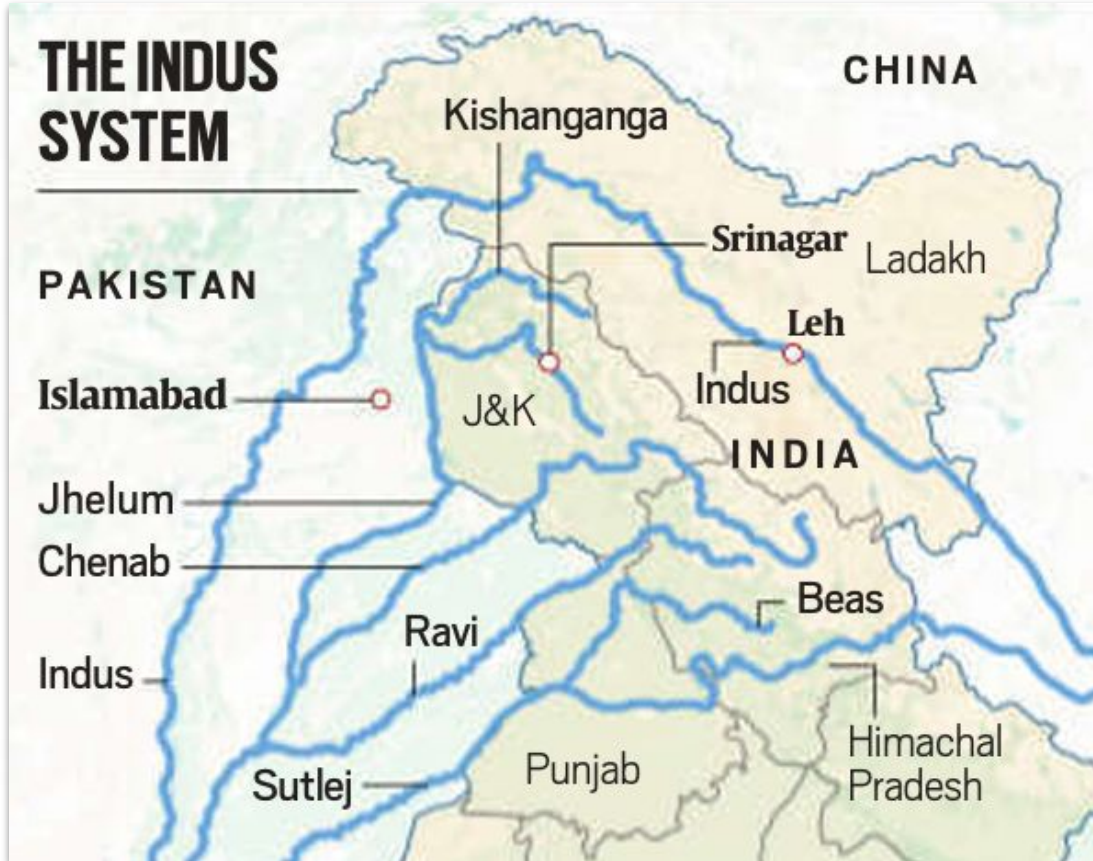 THE INDUS
SYSTEM
CHINA
Kishanganga
Srinagar
Ladakh
PAKISTAN
Leh
Islamabad
Indus
J&K
INDIA
Jhelum
Chenab
Beas
Ravi
Indus
Himachal
Pradesh
Punjab
Sutlej